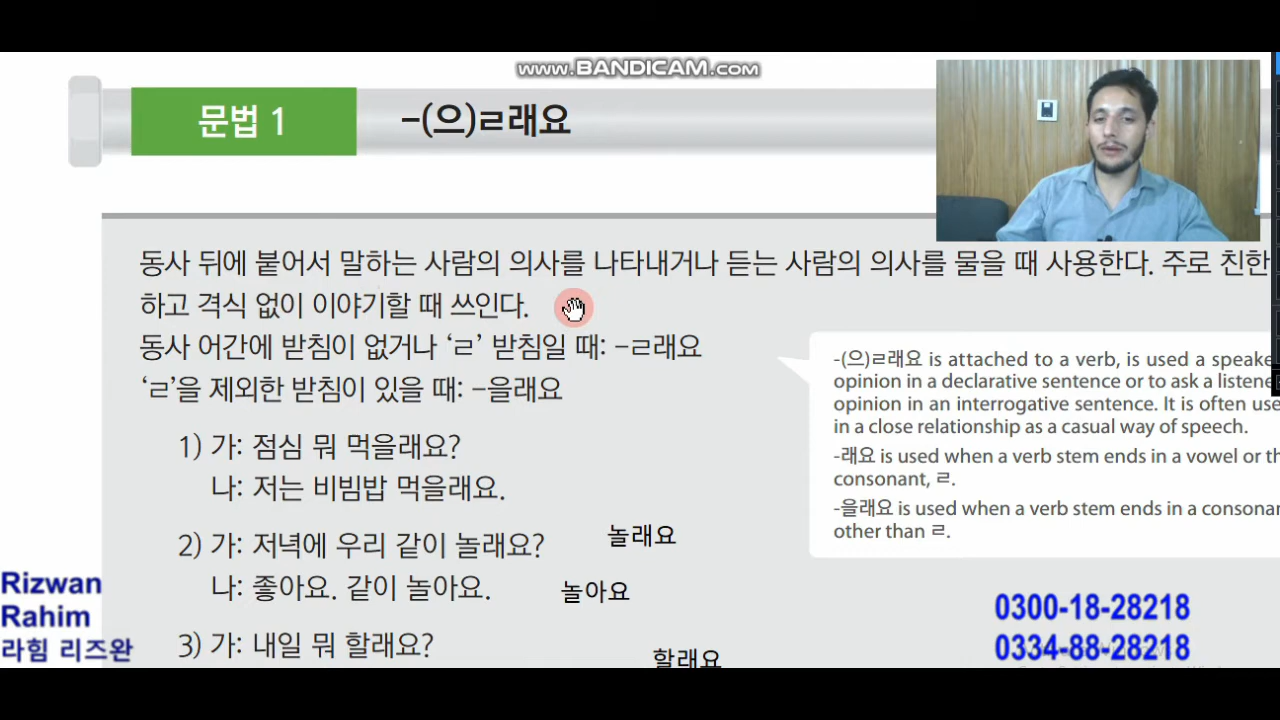 www.BANDICAM.com
문법 1
-(으)ㄹ래요
동사 뒤에 붙어서 말하는 사람의 의사를 나타내거나 듣는 사람의 의사를 물을 때 사용한다. 주로 친한
하고 격식 없이 이야기할 때 쓰인다.
동사 어간에 받침이 없거나 ‘ㄹ’ 받침일 때: -ㄹ래요
‘ㄹ’을 제외한 받침이 있을 때: -을래요
1) 가: 점심 뭐 먹을래요?
나: 저는 비빔밥 먹을래요.
2) 가: 저녁에 우리 같이 놀래요?
놀래요
나: 좋아요. 같이 놀아요.
놀아요
3) 가: 내일 뭐 할래요?
할래요
-(으)ㄹ래요 is attached to a verb, is used a speake
opinion in a declarative sentence or to ask a listene
opinion in an interrogative sentence. It is often use
in a close relationship as a casual way of speech.
-래요 is used when a verb stem ends in a vowel or th
consonant, ㄹ.
-을래요 is used when a verb stem ends in a consonan
other than ㄹ.
Rizwan
Rahim
라힘 리즈완
0300-18-28218
0334-88-28218